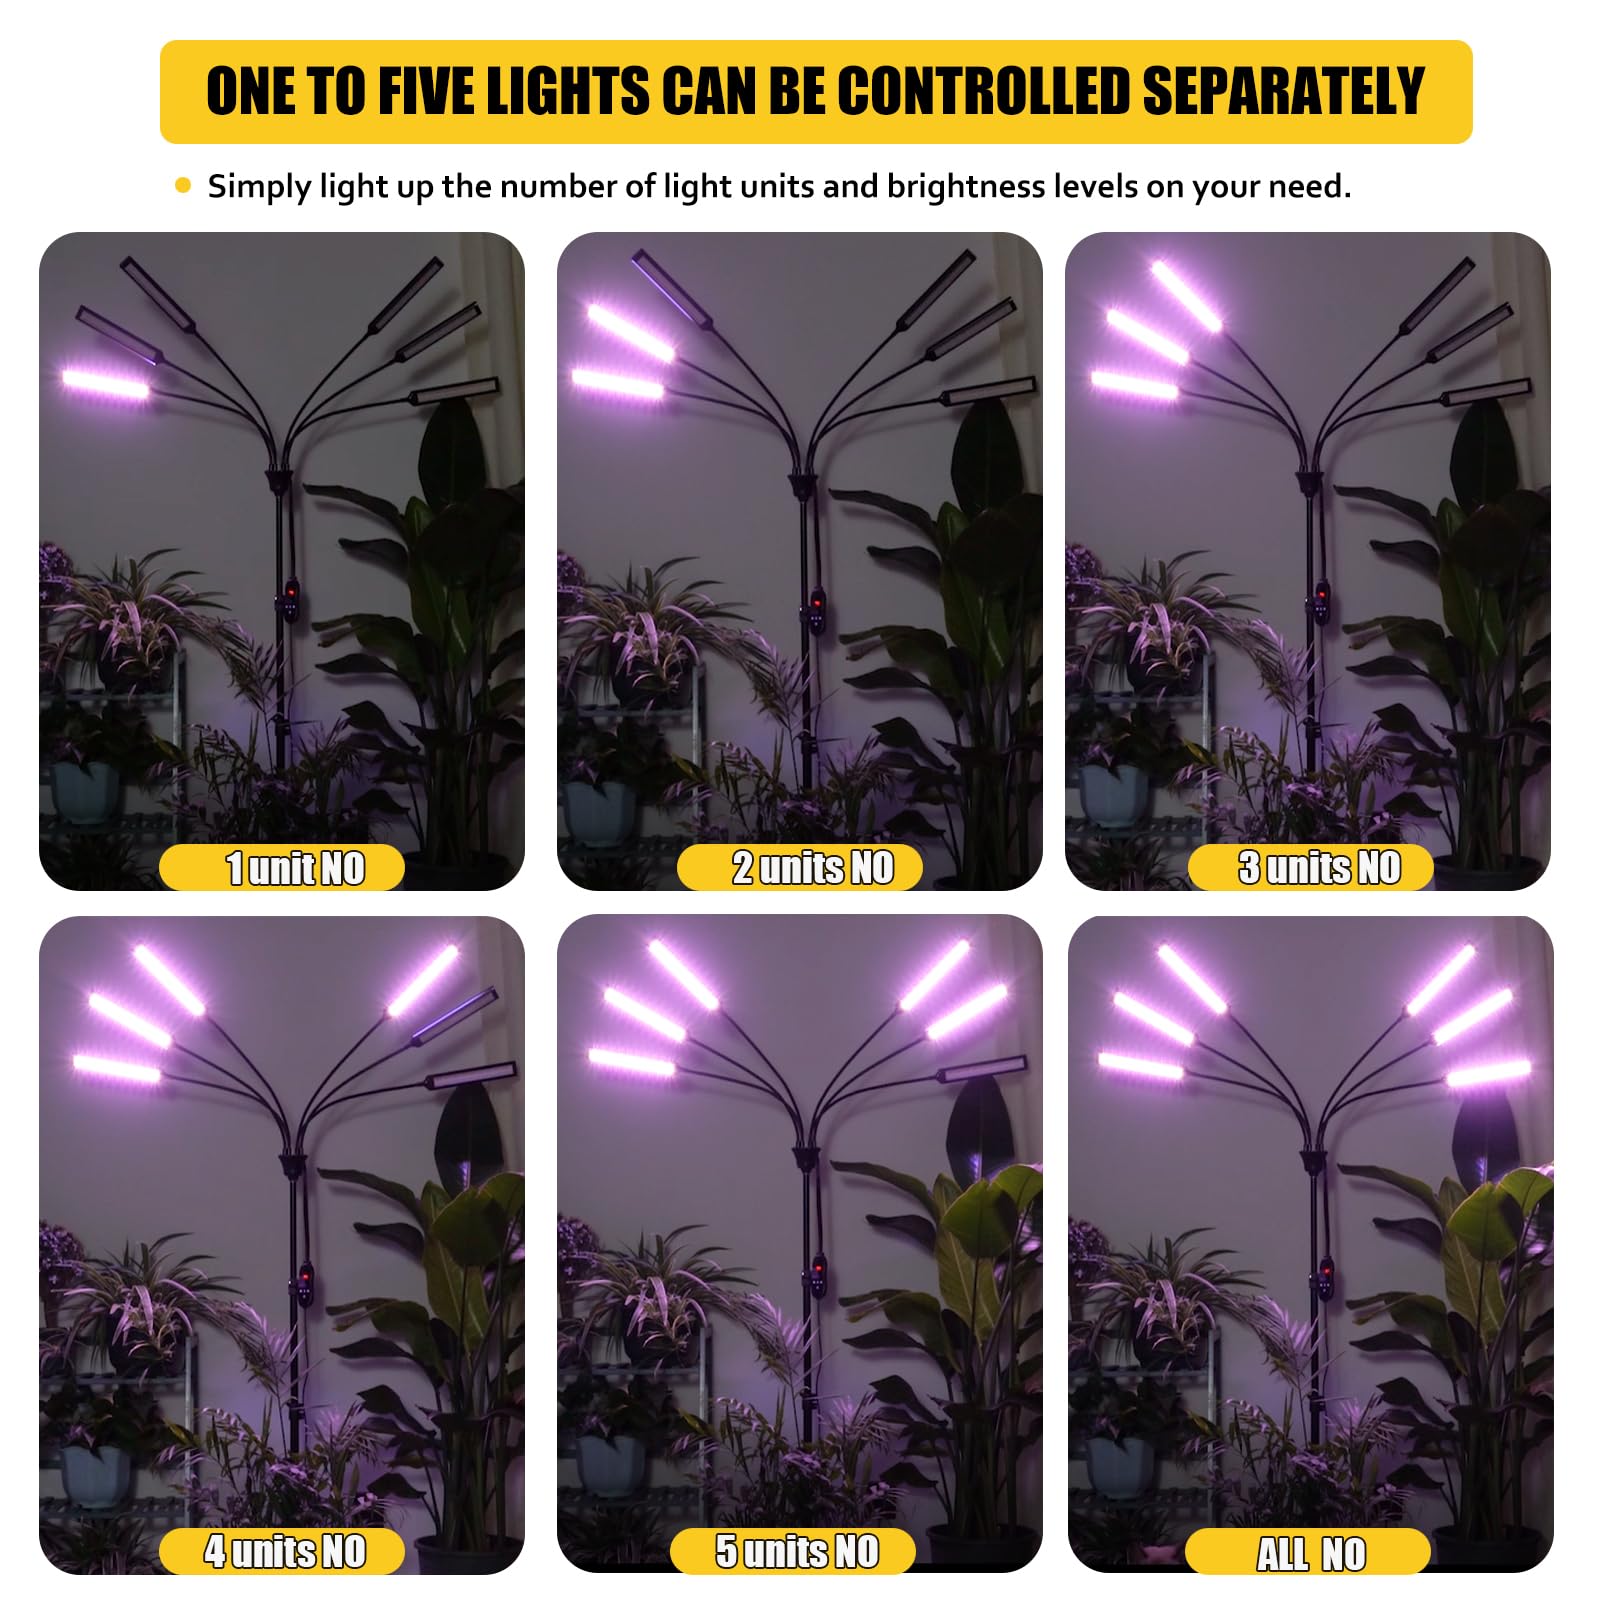 ONE TO FIVE LIGHTS CAN BE CONTROLLED SEPARATELY
Simply light up the number of light units and brightness levels on your need.
1 unit NO
2 units NO
3 units NO
4 units NO
5 units NO
ALL NO